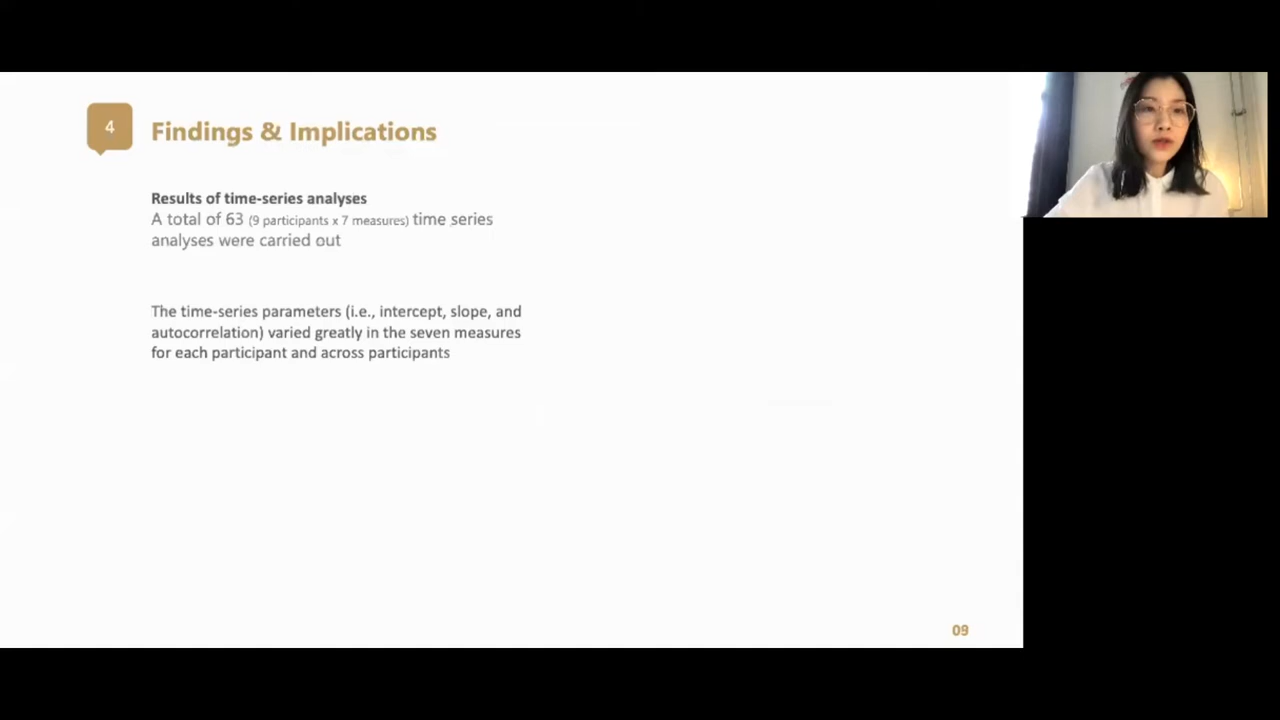 4
Findings & Implications
Results of time-series analyses
A total of 63 (9 participants x 7 measures) time series
analyses were carried out
The time-series parameters (i.e., intercept, slope, and
autocorrelation) varied greatly in the seven measures
for each participant and across participants
09